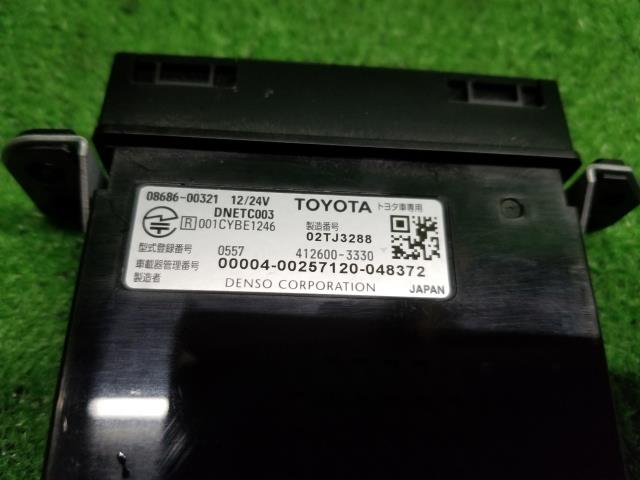 08686-00321 12/24V TOYOTA トヨタ車専用
DNETC003
R 001CYBE1246 製造番号 02TJ3288
型式登録番号 0557 412600-3330
車載器管理番号 00004-00257120-048372
製造者 DENSO CORPORATION JAPAN